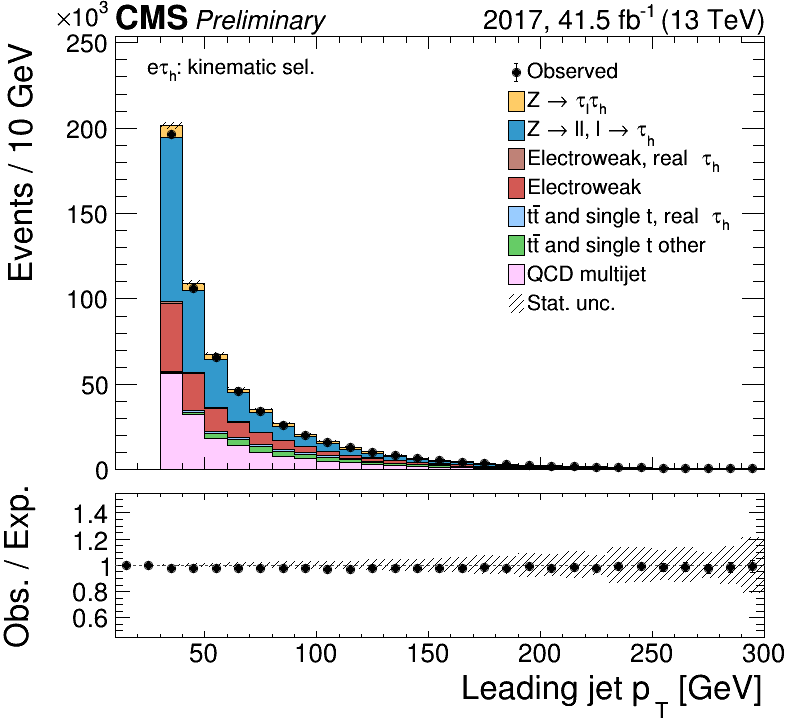 ×10³ CMS Preliminary 2017, 41.5 fb⁻¹ (13 TeV)
eτₕ: kinematic sel.
Observed
Z → τₗτₕ
Z → ll, l → τₕ
Electroweak, real τₕ
Electroweak
tt̄ and single t, real τₕ
tt̄ and single t other
QCD multijet
Stat. unc.
Events / 10 GeV
250
200
150
100
50
0
Obs. / Exp.
1.4
1.2
1
0.8
0.6
50 100 150 200 250 300
Leading jet p_T [GeV]